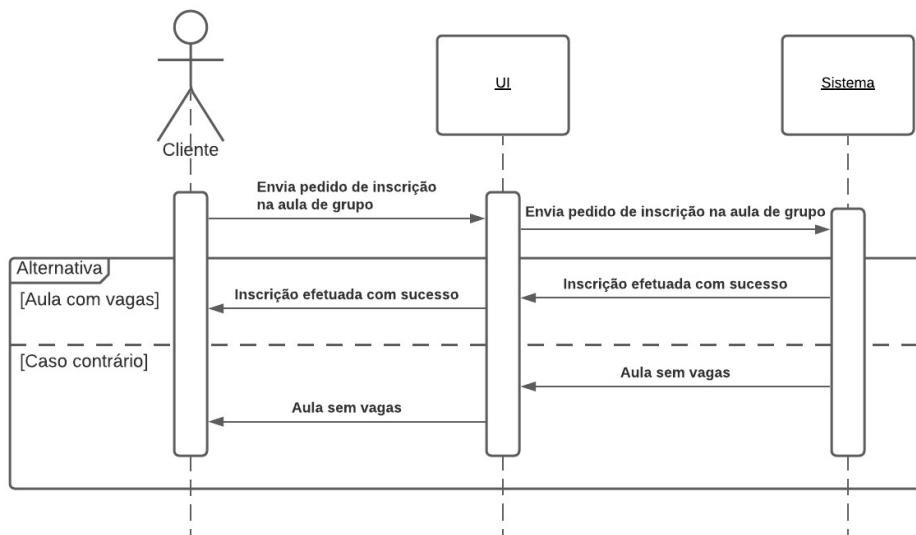 UI
Sistema
Cliente
Envia pedido de inscrição
na aula de grupo
Envia pedido de inscrição na aula de grupo
Alternativa
[Aula com vagas]
Inscrição efetuada com sucesso
Inscrição efetuada com sucesso
[Caso contrário]
Aula sem vagas
Aula sem vagas